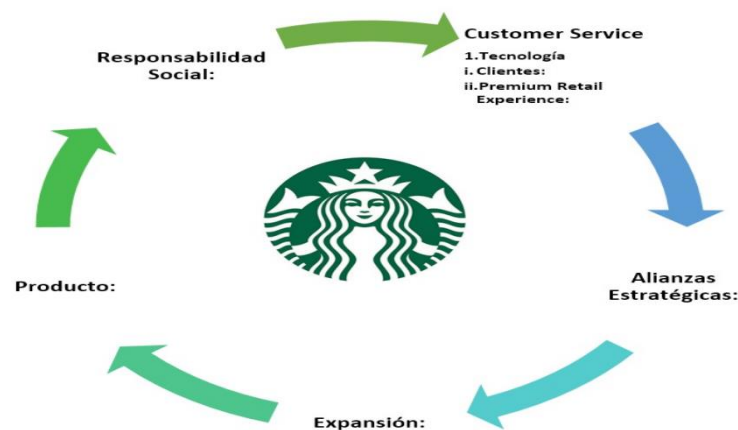 Customer Service
1.Tecnología
i. Clientes:
ii.Premium Retail
Experience:
Alianzas
Estratégicas:
Expansión:
Producto:
Responsabilidad
Social: